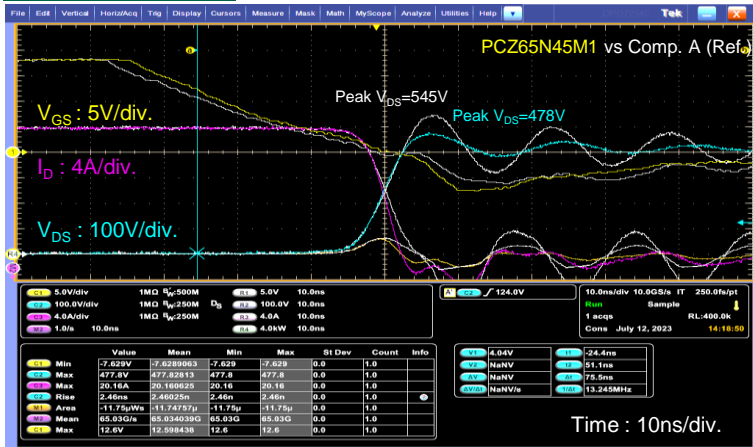 File Edit Vertical Horiz/Acq Trig Display Cursors Measure Mask Math MyScope Analyze Utilities Help Tek
PCZ65N45M1 vs Comp. A (Ref.)
a
Peak VDS=545V
Peak VDS=478V
VGS : 5V/div.
ID : 4A/div.
VDS : 100V/div.
R4
C1 5.0V/div 1MΩ BW:500M
C2 100.0V/div 1MΩ BW:250M DS
C3 4.0A/div 1MΩ BW:250M
M2 1.0/s 10.0ns
R1 5.0V 10.0ns
R2 100.0V 10.0ns
R3 4.0A 10.0ns
R4 4.0kW 10.0ns
A' C2 124.0V
10.0ns/div 10.0GS/s IT 250.0fs/pt
Run Sample
1 acqs RL:400.0k
Cons July 12, 2023 14:18:50
Value Mean Min Max St Dev Count Info
C1 Min -7.629V -7.6289063 -7.629 -7.629 0.0 1.0
C2 Max 477.8V 477.82813 477.8 477.8 0.0 1.0
C3 Max 20.16A 20.160625 20.16 20.16 0.0 1.0
C2 Rise 2.46ns 2.46025n 2.46n 2.46n 0.0 1.0
M1 Area -11.75µWs -11.74757µ -11.75µ -11.75µ 0.0 1.0
M2 Mean 65.03G/s 65.034039G 65.03G 65.03G 0.0 1.0
C1 Max 12.6V 12.598438 12.6 12.6 0.0 1.0
V1 4.04V t1 -24.4ns
V2 NaNV t2 51.1ns
ΔV NaNV Δt 75.5ns
ΔV/Δt NaNV/s 1/Δt 13.245MHz
Time : 10ns/div.